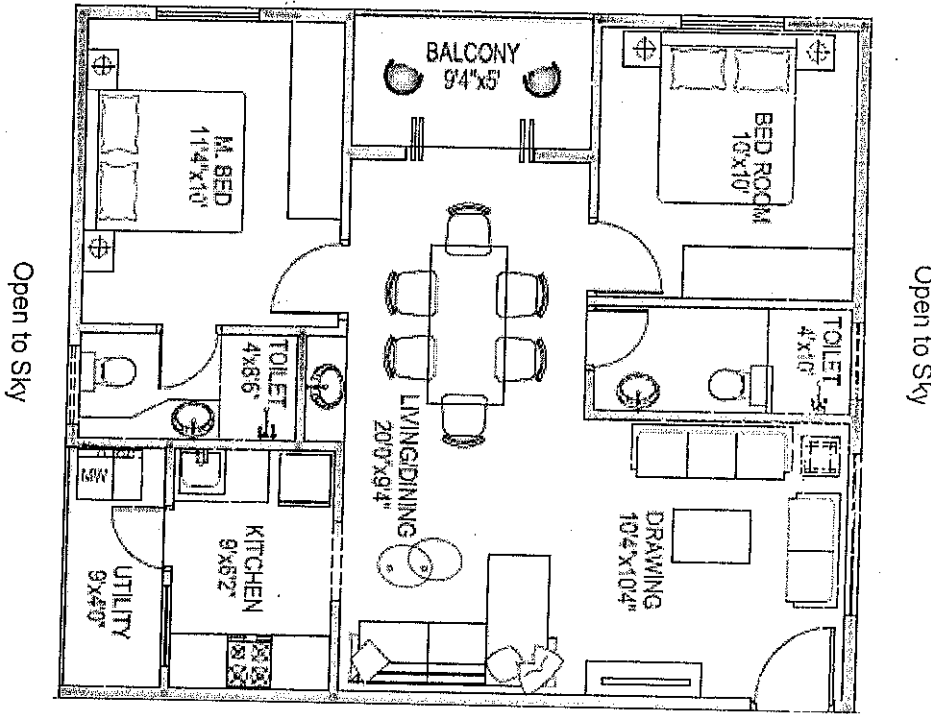 BALCONY
9'4"x5'
M. BED
11'4"x10'
BED ROOM
10'x10'
TOILET
4'x8'6"
TOILET
LIVING/DINING
20'0"x9'4"
DRAWING
10'4"x10'4"
KITCHEN
9'x6'2"
UTILITY
9'x4'0"
Open to Sky
Open to Sky